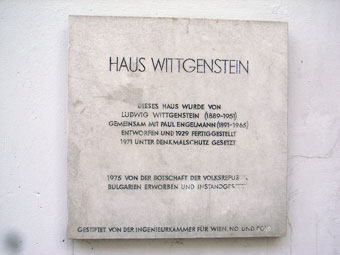 HAUS WITTGENSTEIN
DIESES HAUS WURDE VON
LUDWIG WITTGENSTEIN (1889-1951)
GEMEINSAM MIT PAUL ENGELMANN (1891-1965)
ENTWORFEN UND 1929 FERTIGGESTELLT
1971 UNTER DENKMALSCHUTZ GESETZT
1975 VON DER BOTSCHAFT DER VOLKSREPUB
BULGARIEN ERWORBEN UND INSTANDGES
GESTIFTET VON DER INGENIEURKAMMER FÜR WIEN, NÖ UND